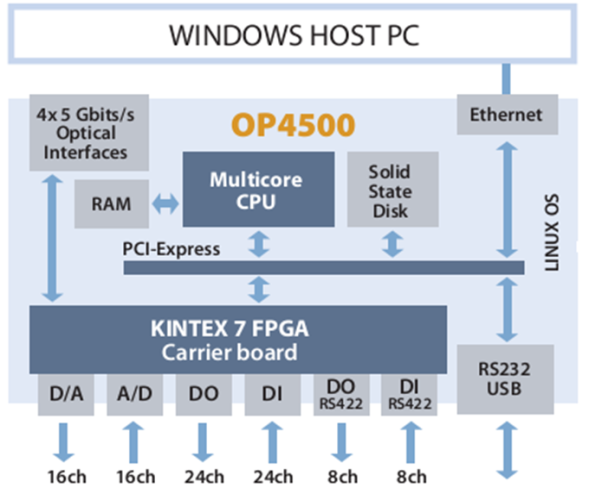 WINDOWS HOST PC
4x 5 Gbits/s
Optical
Interfaces
OP4500
Ethernet
RAM
Multicore
CPU
Solid
State
Disk
LINUX OS
PCI-Express
KINTEX 7 FPGA
Carrier board
RS232
USB
D/A
A/D
DO
DI
DO
RS422
DI
RS422
16ch
16ch
24ch
24ch
8ch
8ch